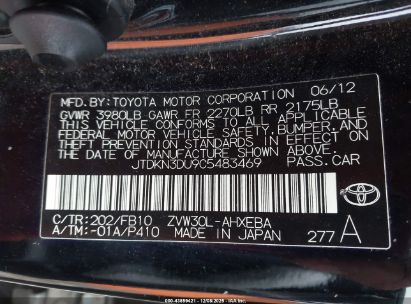 MFD. BY: TOYOTA MOTOR CORPORATION 06/12
GVWR 3980LB GAWR FR 2270LB RR 2175LB
THIS VEHICLE CONFORMS TO ALL APPLICABLE
FEDERAL MOTOR VEHICLE SAFETY, BUMPER, AND
THEFT PREVENTION STANDARDS IN EFFECT ON
THE DATE OF MANUFACTURE SHOWN ABOVE.
JTDKN3DU9C5483469 PASS. CAR
C/TR: 202/FB10 ZVW30L-AHXEBA
A/TM: -01A/P410 MADE IN JAPAN 277 A